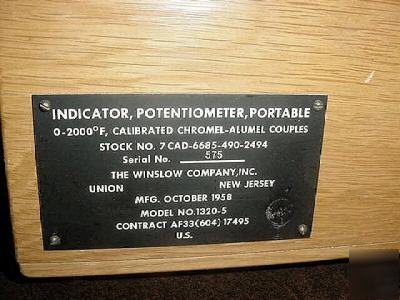 INDICATOR, POTENTIOMETER, PORTABLE
0-2000°F, CALIBRATED CHROMEL-ALUMEL COUPLES
STOCK NO. 7 CAD-6685-490-2494
Serial No. 575
THE WINSLOW COMPANY, INC.
UNION NEW JERSEY
MFG. OCTOBER 1958
MODEL NO. 1320-5
CONTRACT AF33(604) 17495
U.S.